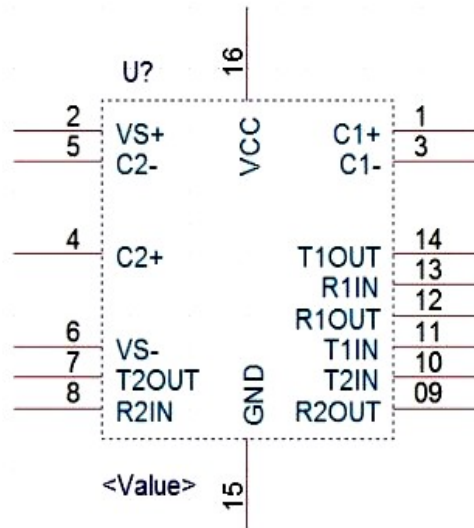 U?
16
VCC
2 VS+ C1+ 1
5 C2- C1- 3
4 C2+ T1OUT 14
R1IN 13
R1OUT 12
6 VS- T1IN 11
7 T2OUT T2IN 10
8 R2IN R2OUT 09
GND
<Value>
15